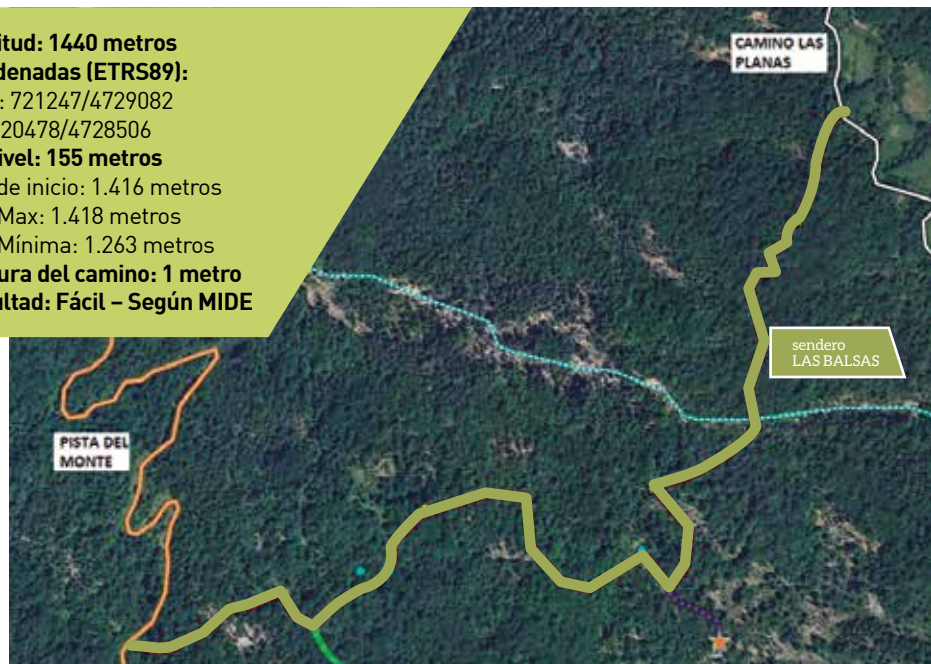 itud: 1440 metros
denadas (ETRS89):
: 721247/4729082
20478/4728506
ivel: 155 metros
de inicio: 1.416 metros
Max: 1.418 metros
Mínima: 1.263 metros
ura del camino: 1 metro
ultad: Fácil – Según MIDE
CAMINO LAS
PLANAS
sendero
LAS BALSAS
PISTA DEL
MONTE